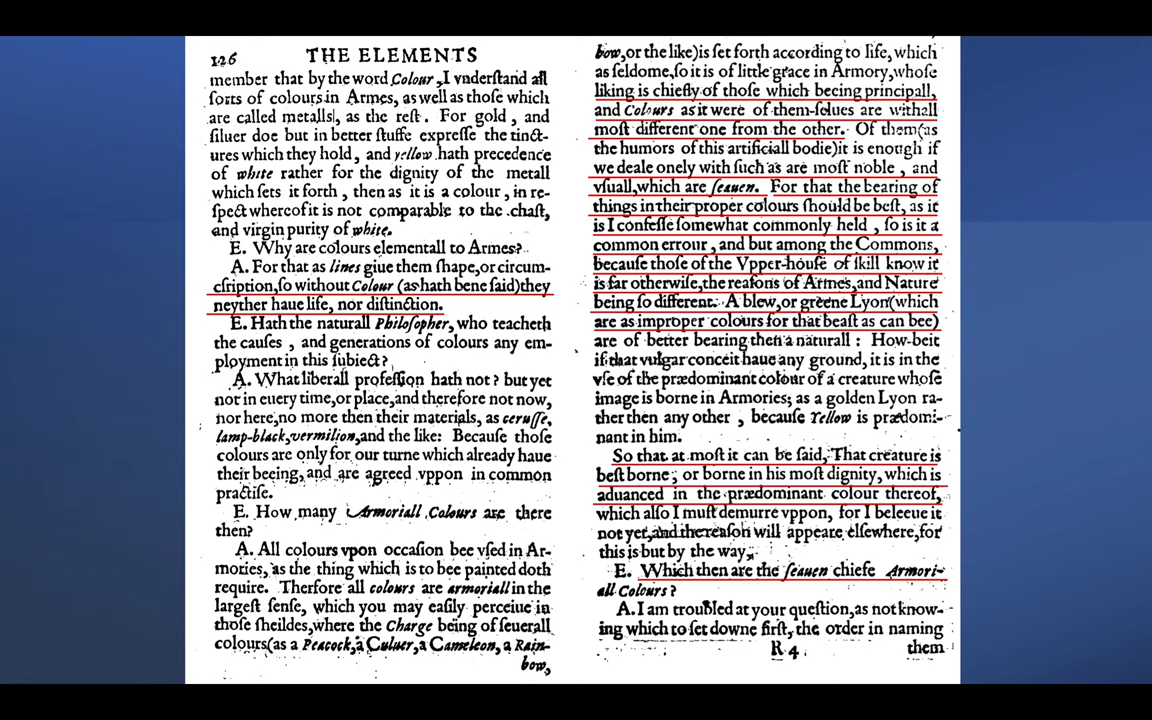 126 THE ELEMENTS
member that by the word Colour, I vnderſtand all
ſorts of colours in Armes, as well as thoſe which
are called metalls, as the reſt. For gold, and
ſiluer doe but in better ſtuffe expreſſe the tinct-
ures which they hold, and yellow hath precedence
of white rather for the dignity of the metall
which ſets it forth, then as it is a colour, in re-
ſpect whereof it is not comparable to the chaſt,
and virgin purity of white.
E. Why are colours elementall to Armes?
A. For that as lines giue them ſhape, or circum-
ſcription, ſo without Colour (as hath bene ſaid) they
neyther haue life, nor diſtinction.
E. Hath the naturall Philoſopher, who teacheth
the cauſes, and generations of colours any em-
ployment in this ſubiect?
A. What liberall profeſſion hath not? but yet
not in euery time, or place, and therefore not now,
nor here, no more then their materials, as ceruſſe,
lamp-black, vermilion, and the like: Becauſe thoſe
colours are only for our turne which already haue
their beeing, and are agreed vppon in common
practiſe.
E. How many Armoriall Colours are there
then?
A. All colours vpon occaſion bee vſed in Ar-
mories, as the thing which is to bee painted doth
require. Therfore all colours are armoriall in the
largeſt ſenſe, which you may eaſily perceiue in
thoſe ſheildes, where the Charge being of ſeuerall
colours (as a Peacock, a Culuer, a Cameleon, a Rain-
bow,
bow, or the like) is ſet forth according to life, which
as ſeldome, ſo it is of little grace in Armory, whoſe
liking is chiefly of thoſe which beeing principall,
and Colours as it were of them-ſelues are withall
moſt different one from the other. Of them (as
the humors of this artificiall bodie) it is enough if
we deale onely with ſuch as are moſt noble, and
vſuall, which are ſeauen. For that the bearing of
things in their proper colours ſhould be beſt, as it
is I confeſſe ſomewhat commonly held, ſo is it a
common errour, and but among the Commons,
becauſe thoſe of the Vpper-houſe of ſkill know it
is far otherwiſe, the reaſons of Armes, and Nature
being ſo different. A blew, or greene Lyon (which
are as improper colours for that beaſt as can bee)
are of better bearing then a naturall: How-beit
if that vulgar conceit haue any ground, it is in the
vſe of the prædominant colour of a creature whoſe
image is borne in Armories; as a golden Lyon ra-
ther then any other, becauſe Yellow is prædomi-
nant in him.
So that at moſt it can be ſaid, That creature is
beſt borne; or borne in his moſt dignity, which is
aduanced in the prædominant colour thereof,
which alſo I muſt demurre vppon, for I beleeue it
not yet, and the reaſon will appeare elſewhere, for
this is but by the way.
E. Which then are the ſeauen chiefe Armori-
all Colours?
A. I am troubled at your queſtion, as not know-
ing which to ſet downe firſt, the order in naming
R 4 them